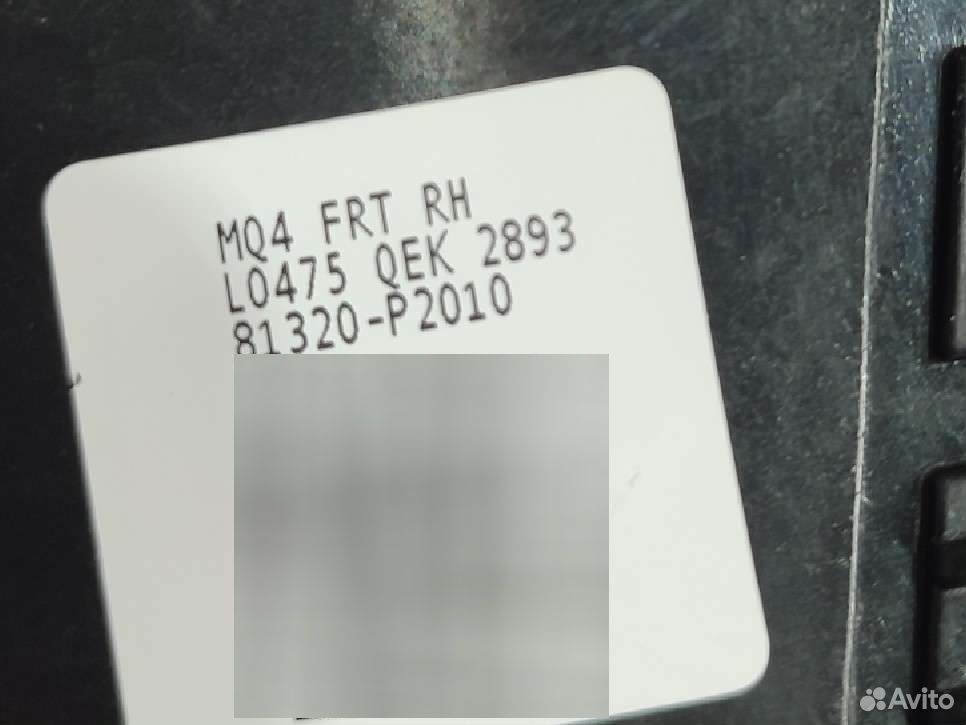 MQ4 FRT RH
L0475 QEK 2893
81320-P2010
Avito